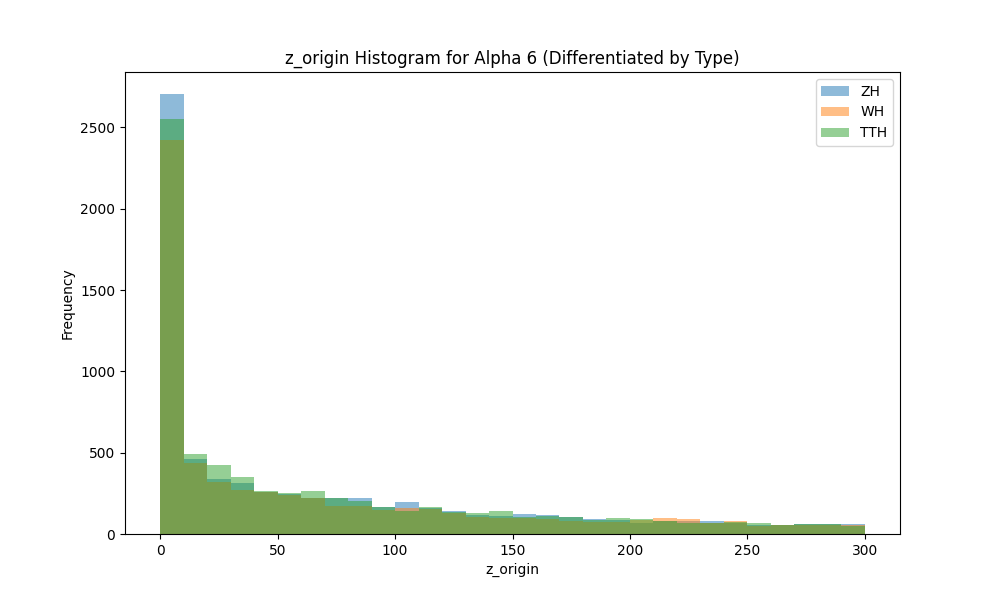 z_origin Histogram for Alpha 6 (Differentiated by Type)
ZH
WH
TTH
Frequency
2500
2000
1500
1000
500
0
0 50 100 150 200 250 300
z_origin